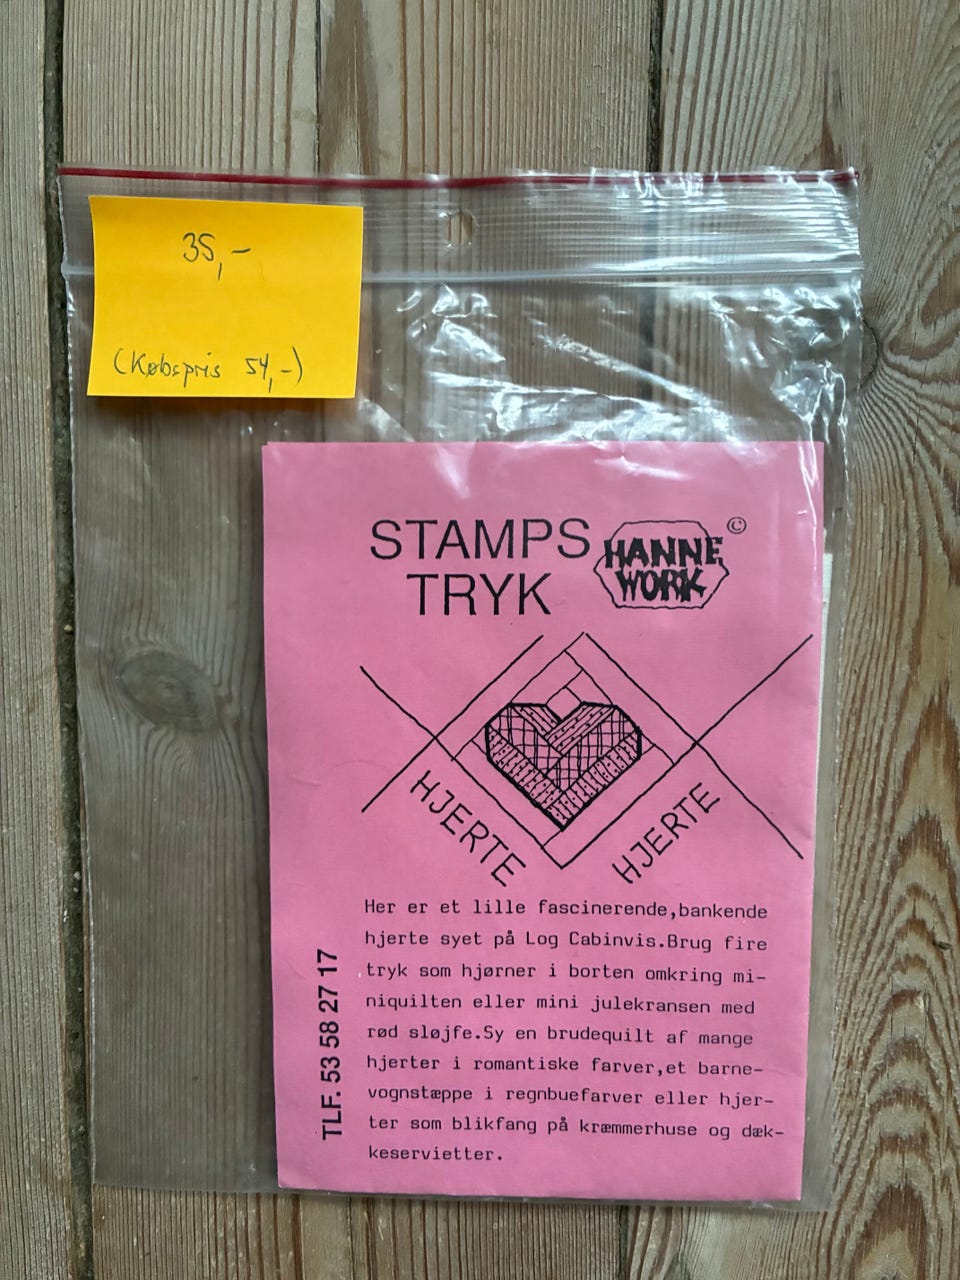 35,-
(Købspris 54,-)
STAMPS
TRYK
HANNE
WORK
©
HJERTE
HJERTE
Her er et lille fascinerende,bankende
hjerte syet på Log Cabinvis.Brug fire
tryk som hjørner i borten omkring mi-
niquilten eller mini julekransen med
rød sløjfe.Sy en brudequilt af mange
hjerter i romantiske farver,et barne-
vognstæppe i regnbuefarver eller hjer-
ter som blikfang på kræmmerhuse og dæk-
keservietter.
TLF. 53 58 27 17